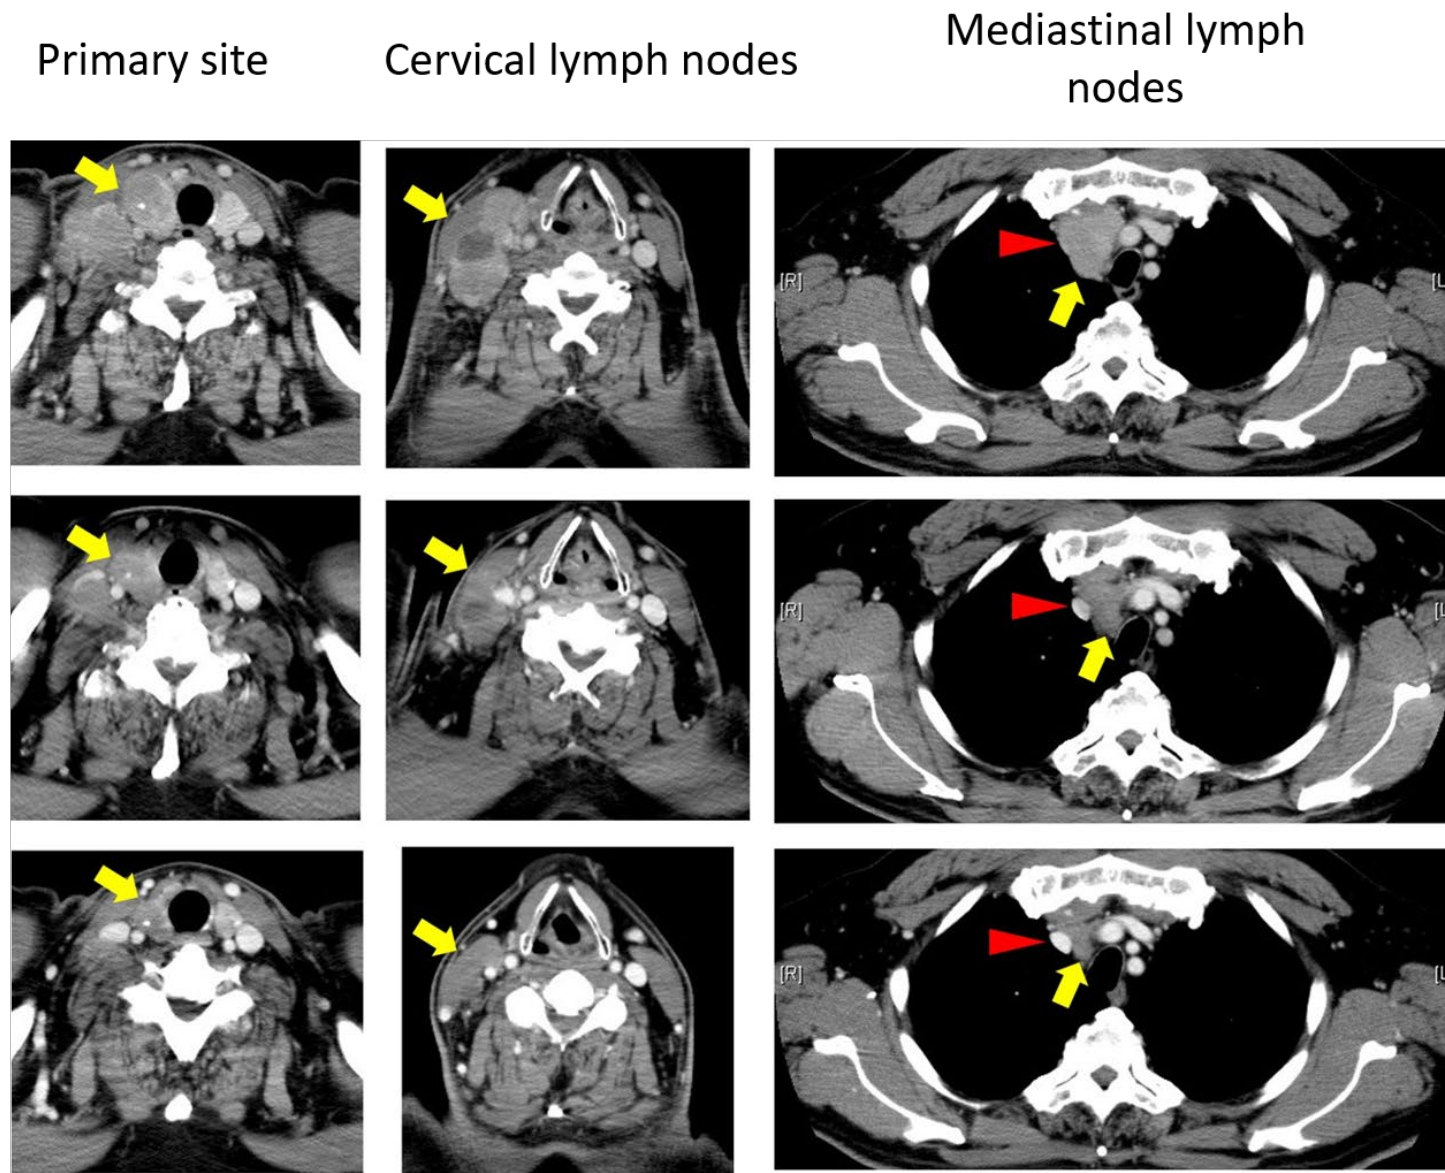 Primary site
Cervical lymph nodes
Mediastinal lymph
nodes
[R]
[L
[R]
[L
[R]
[L